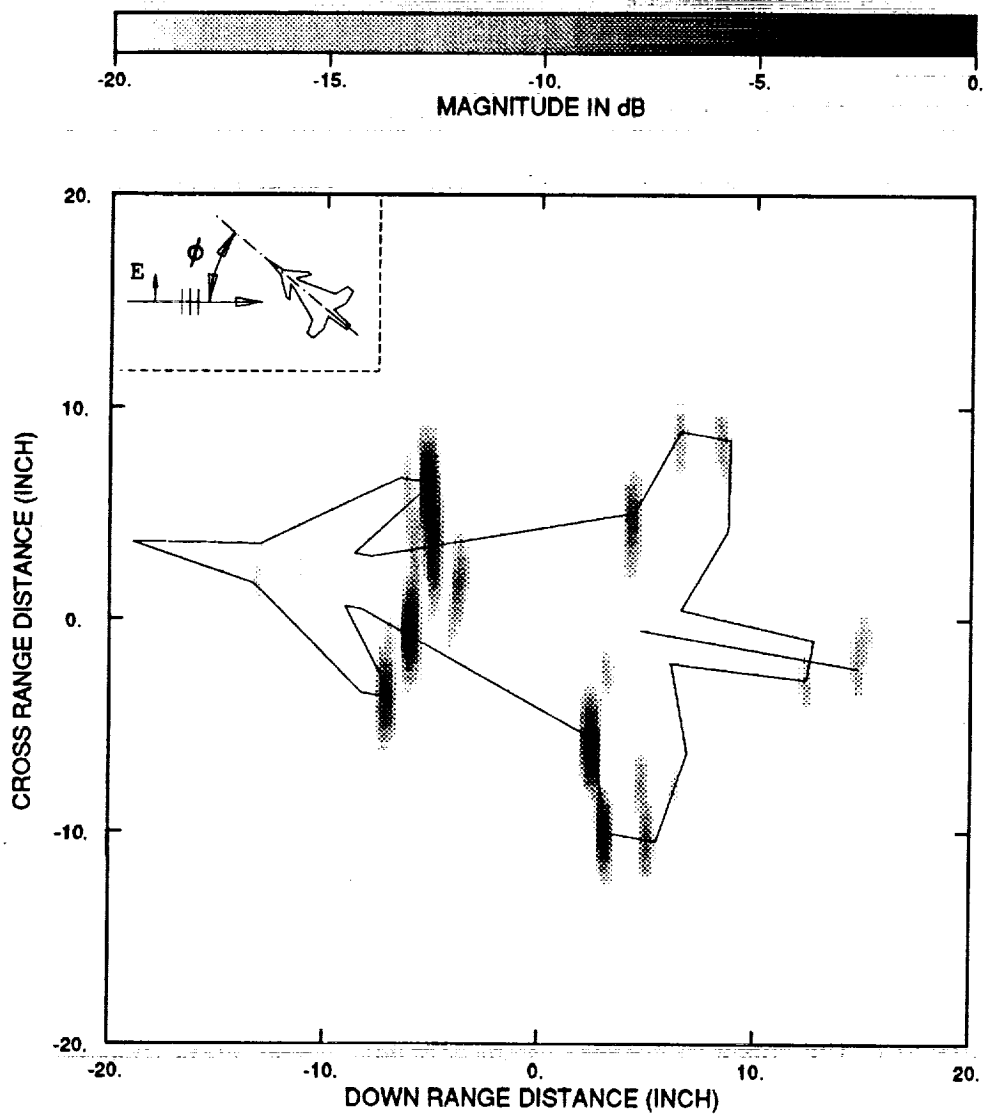 -20. -15. -10. -5. 0.
MAGNITUDE IN dB
20.
ϕ
E
10.
0.
-10.
-20.
CROSS RANGE DISTANCE (INCH)
-20. -10. 0. 10. 20.
DOWN RANGE DISTANCE (INCH)